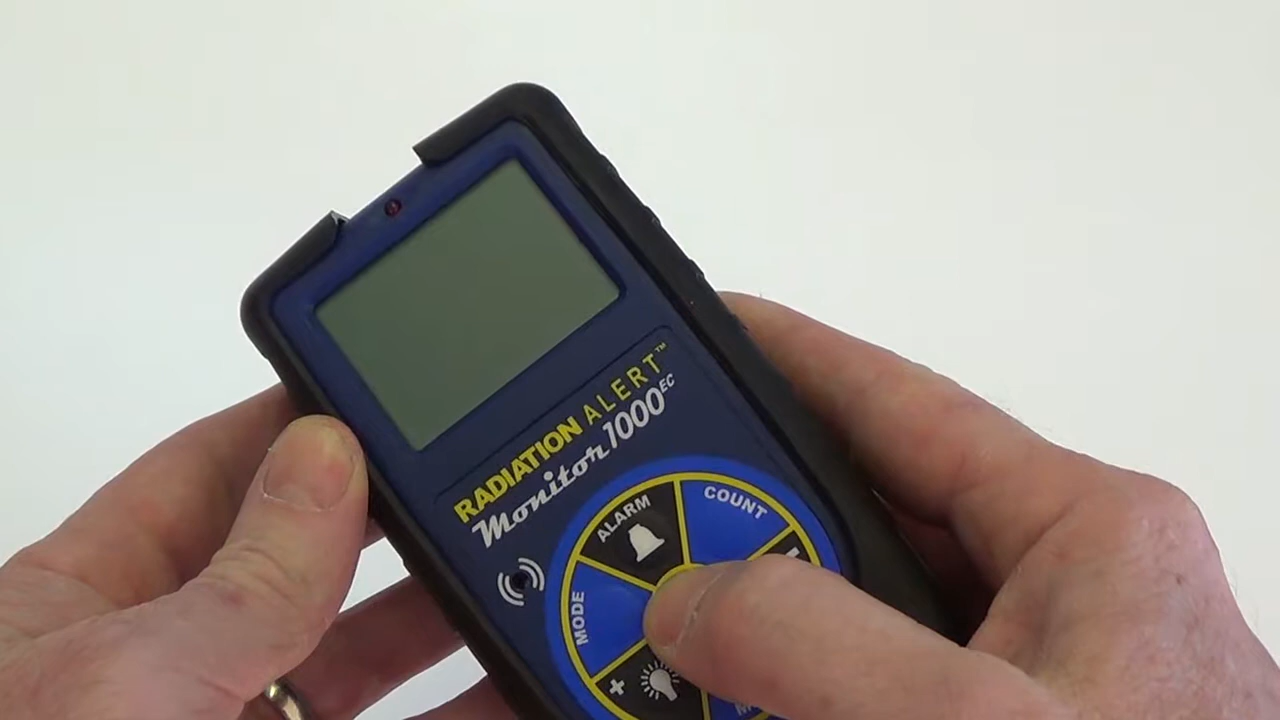 RADIATION ALERT™
Monitor 1000EC
ALARM
COUNT
MODE
+